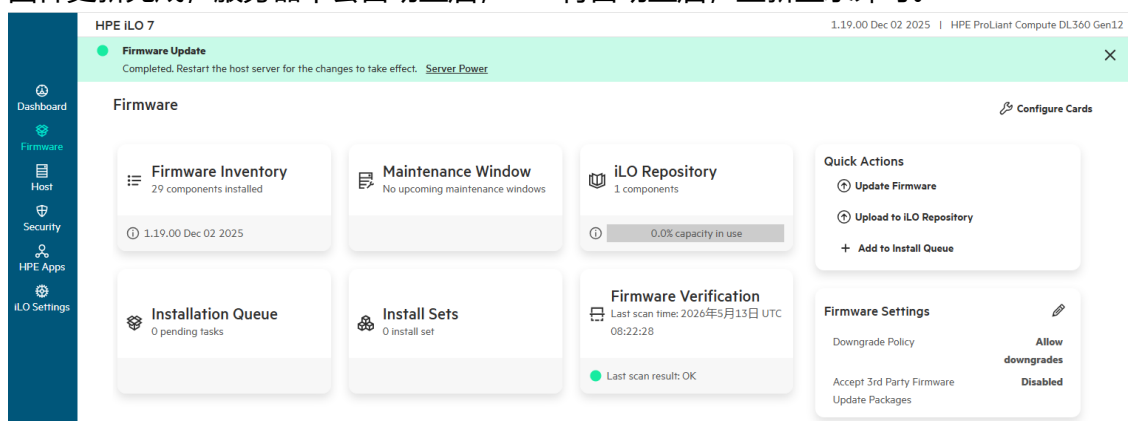 HPE iLO 7
1.19.00 Dec 02 2025 | HPE ProLiant Compute DL360 Gen12
Firmware Update
Completed. Restart the host server for the changes to take effect. Server Power
Dashboard
Firmware
Host
Security
HPE Apps
iLO Settings
Firmware
Configure Cards
Firmware Inventory
29 components installed
1.19.00 Dec 02 2025
Maintenance Window
No upcoming maintenance windows
iLO Repository
1 components
0.0% capacity in use
Quick Actions
Update Firmware
Upload to iLO Repository
Add to Install Queue
Installation Queue
0 pending tasks
Install Sets
0 install set
Firmware Verification
Last scan time: 2026年5月13日 UTC
08:22:28
Last scan result: OK
Firmware Settings
Downgrade Policy
Allow
downgrades
Accept 3rd Party Firmware
Update Packages
Disabled